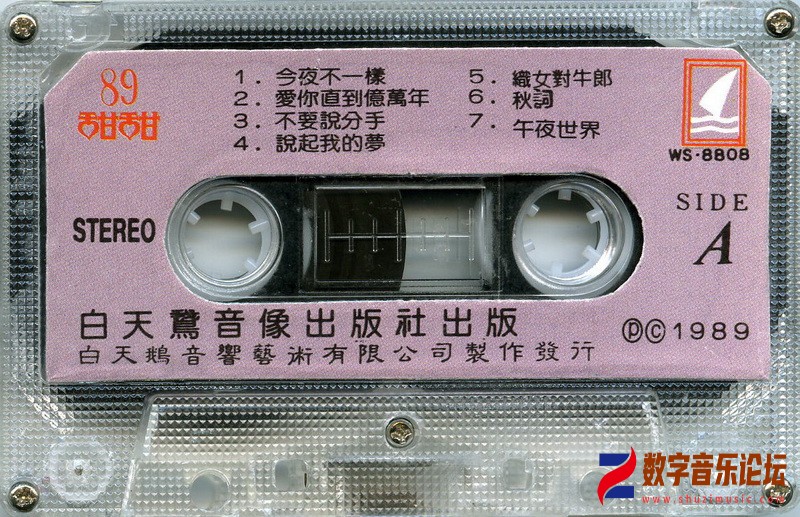 89
甜甜
1. 今夜不一樣
2. 愛你直到億萬年
3. 不要說分手
4. 說起我的夢
5. 織女對牛郎
6. 秋詞
7. 午夜世界
WS-8808
STEREO
SIDE
A
白天鵞音像出版社出版
白天鵝音響藝術有限公司製作發行
ⓅⒸ1989
数字音乐论坛
www.shuzimusic.com